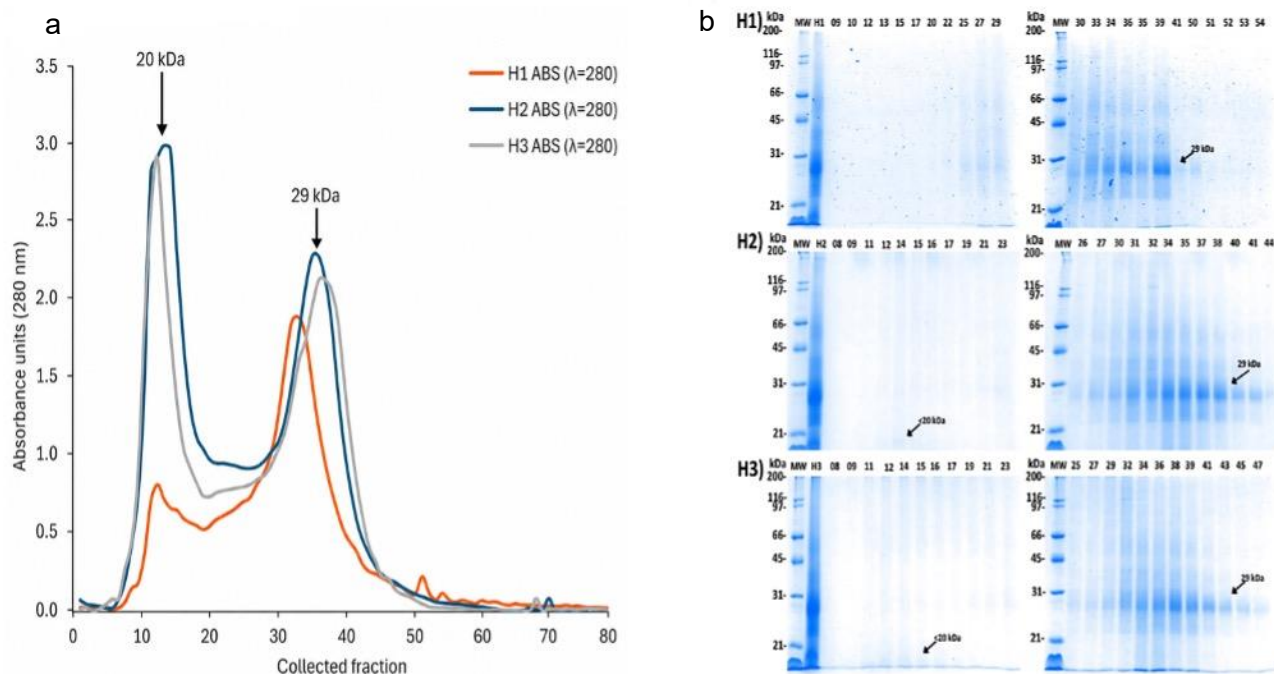 a
20 kDa
29 kDa
H1 ABS (λ=280)
H2 ABS (λ=280)
H3 ABS (λ=280)
Absorbance units (280 nm)
3.5
3.0
2.5
2.0
1.5
1.0
0.5
0.0
0 10 20 30 40 50 60 70 80
Collected fraction
b
H1) kDa MW H1 09 10 12 13 15 17 20 22 25 27 29
200-
116-
97-
66-
45-
31-
21-
kDa MW 30 33 34 36 35 39 41 50 51 52 53 54
200-
116-
97-
66-
45-
31-
21-
29 kDa
H2) kDa MW H2 08 09 11 12 14 15 16 17 19 21 23
200-
116-
97-
66-
45-
31-
21-
<20 kDa
kDa MW 26 27 30 31 32 34 35 37 38 40 41 44
200-
116-
97-
66-
45-
31-
21-
29 kDa
H3) kDa MW H3 08 09 11 12 14 15 16 17 19 21 23
200-
116-
97-
66-
45-
31-
21-
<20 kDa
kDa MW 25 27 29 32 34 36 38 39 41 43 45 47
200-
116-
97-
66-
45-
31-
21-
29 kDa